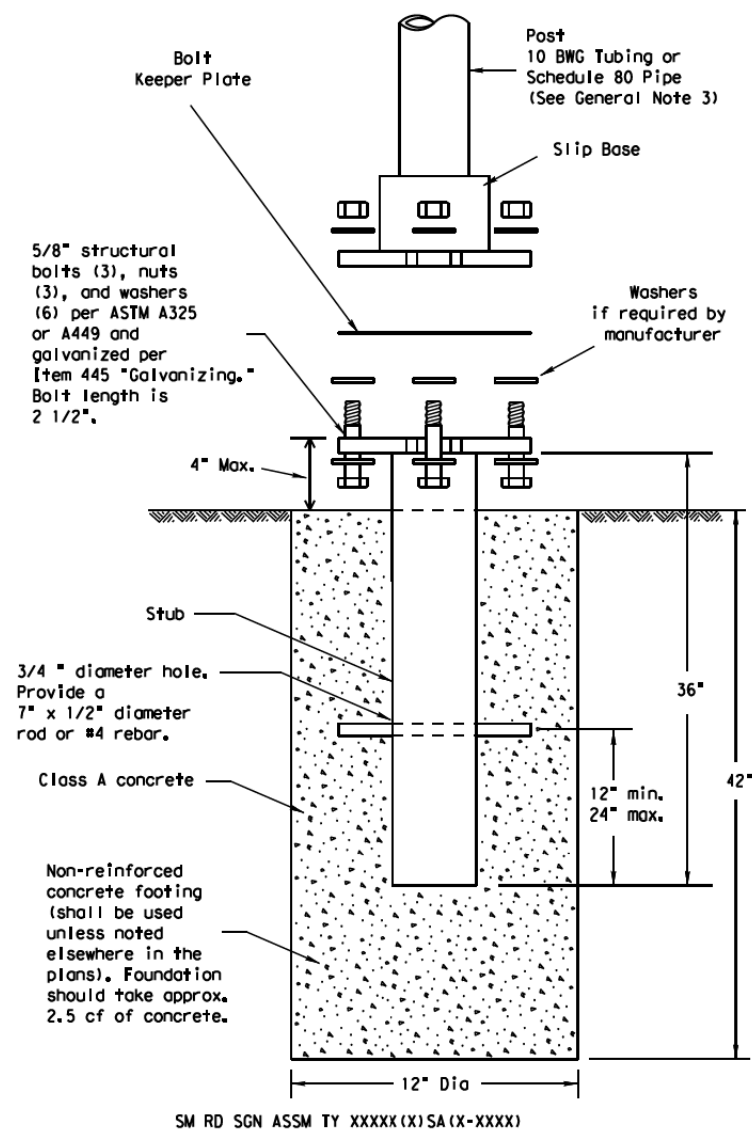 Bolt
Keeper Plate
Post
10 BWG Tubing or
Schedule 80 Pipe
(See General Note 3)
Slip Base
5/8" structural
bolts (3), nuts
(3), and washers
(6) per ASTM A325
or A449 and
galvanized per
Item 445 "Galvanizing."
Bolt length is
2 1/2".
Washers
if required by
manufacturer
4" Max.
Stub
3/4 " diameter hole.
Provide a
7" x 1/2" diameter
rod or #4 rebar.
36"
12" min.
24" max.
42"
Class A concrete
Non-reinforced
concrete footing
(shall be used
unless noted
elsewhere in the
plans). Foundation
should take approx.
2.5 cf of concrete.
12" Dia
SM RD SGN ASSM TY XXXXX(X)SA(X-XXXX)